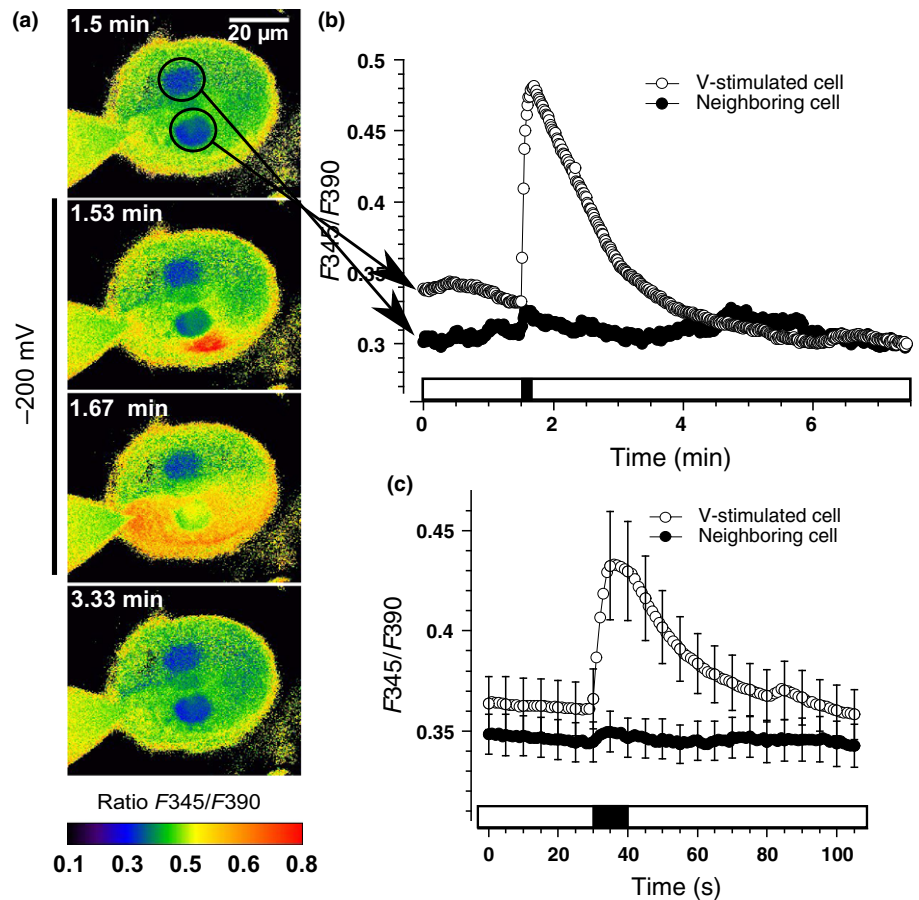 (a)
1.5 min
20 µm
1.53 min
1.67 min
3.33 min
–200 mV
Ratio F345/F390
0.1 0.3 0.5 0.6 0.8
(b)
V-stimulated cell
Neighboring cell
F345/F390
0.5
0.45
0.4
0.35
0.3
0 2 4 6
Time (min)
(c)
V-stimulated cell
Neighboring cell
F345/F390
0.45
0.4
0.35
0 20 40 60 80 100
Time (s)